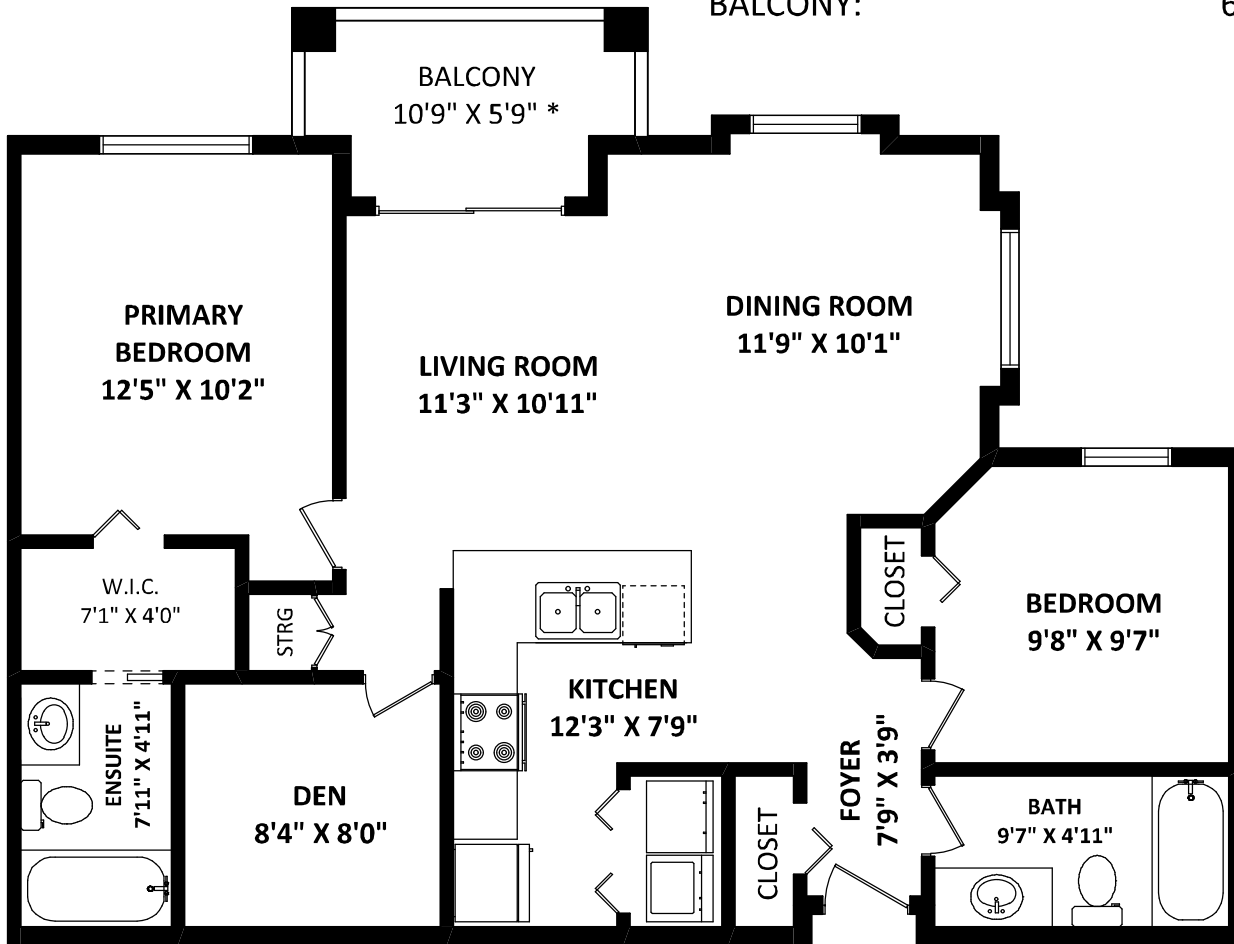 BALCONY:
6
BALCONY
10'9" X 5'9" *
PRIMARY
BEDROOM
12'5" X 10'2"
LIVING ROOM
11'3" X 10'11"
DINING ROOM
11'9" X 10'1"
W.I.C.
7'1" X 4'0"
STRG
CLOSET
BEDROOM
9'8" X 9'7"
KITCHEN
12'3" X 7'9"
ENSUITE
7'11" X 4'11"
DEN
8'4" X 8'0"
CLOSET
FOYER
7'9" X 3'9"
BATH
9'7" X 4'11"